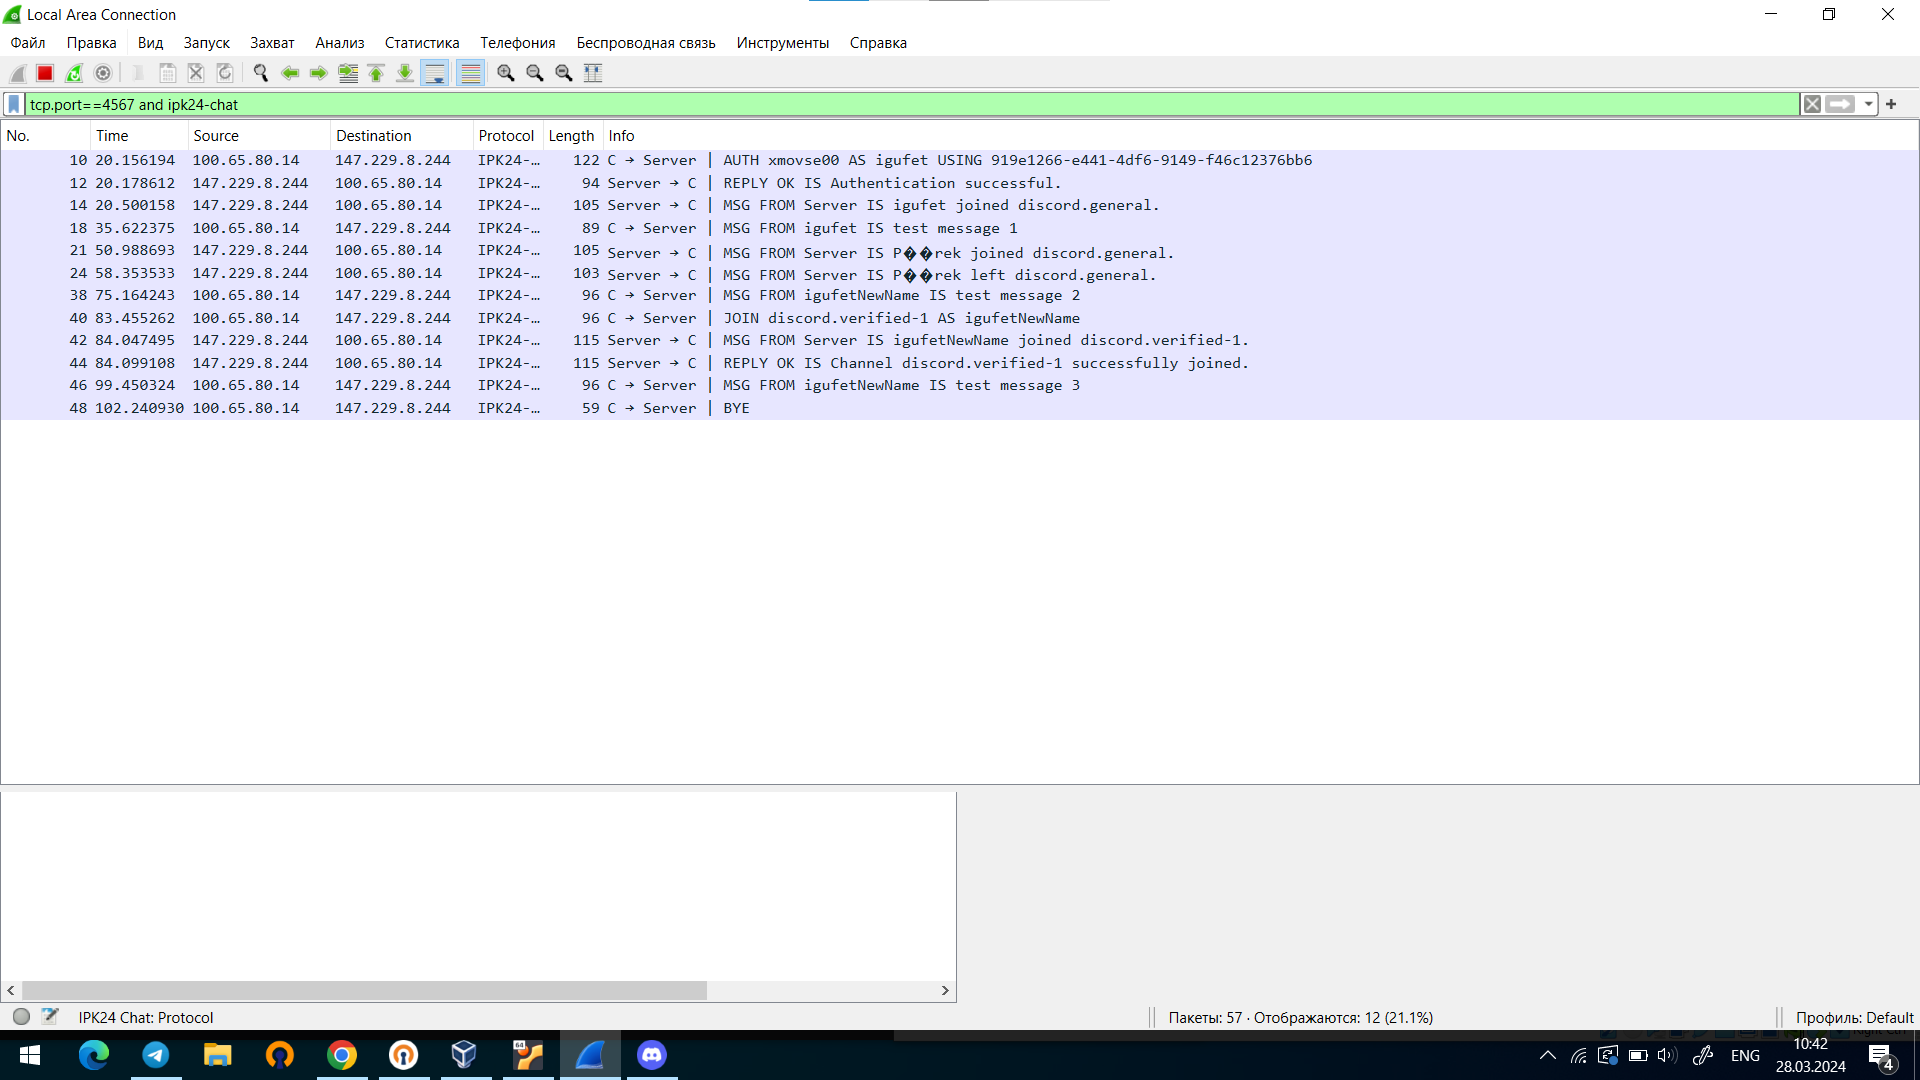 Local Area Connection
Файл Правка Вид Запуск Захват Анализ Статистика Телефония Беспроводная связь Инструменты Справка
tcp.port==4567 and ipk24-chat
No. Time Source Destination Protocol Length Info
10 20.156194 100.65.80.14 147.229.8.244 IPK24-… 122 C → Server | AUTH xmovse00 AS igufet USING 919e1266-e441-4df6-9149-f46c12376bb6
12 20.178612 147.229.8.244 100.65.80.14 IPK24-… 94 Server → C | REPLY OK IS Authentication successful.
14 20.500158 147.229.8.244 100.65.80.14 IPK24-… 105 Server → C | MSG FROM Server IS igufet joined discord.general.
18 35.622375 100.65.80.14 147.229.8.244 IPK24-… 89 C → Server | MSG FROM igufet IS test message 1
21 50.988693 147.229.8.244 100.65.80.14 IPK24-… 105 Server → C | MSG FROM Server IS P��rek joined discord.general.
24 58.353533 147.229.8.244 100.65.80.14 IPK24-… 103 Server → C | MSG FROM Server IS P��rek left discord.general.
38 75.164243 100.65.80.14 147.229.8.244 IPK24-… 96 C → Server | MSG FROM igufetNewName IS test message 2
40 83.455262 100.65.80.14 147.229.8.244 IPK24-… 96 C → Server | JOIN discord.verified-1 AS igufetNewName
42 84.047495 147.229.8.244 100.65.80.14 IPK24-… 115 Server → C | MSG FROM Server IS igufetNewName joined discord.verified-1.
44 84.099108 147.229.8.244 100.65.80.14 IPK24-… 115 Server → C | REPLY OK IS Channel discord.verified-1 successfully joined.
46 99.450324 100.65.80.14 147.229.8.244 IPK24-… 96 C → Server | MSG FROM igufetNewName IS test message 3
48 102.240930 100.65.80.14 147.229.8.244 IPK24-… 59 C → Server | BYE
IPK24 Chat: Protocol Пакеты: 57 · Отображаются: 12 (21.1%) Профиль: Default
64
ENG
10:42
28.03.2024
4